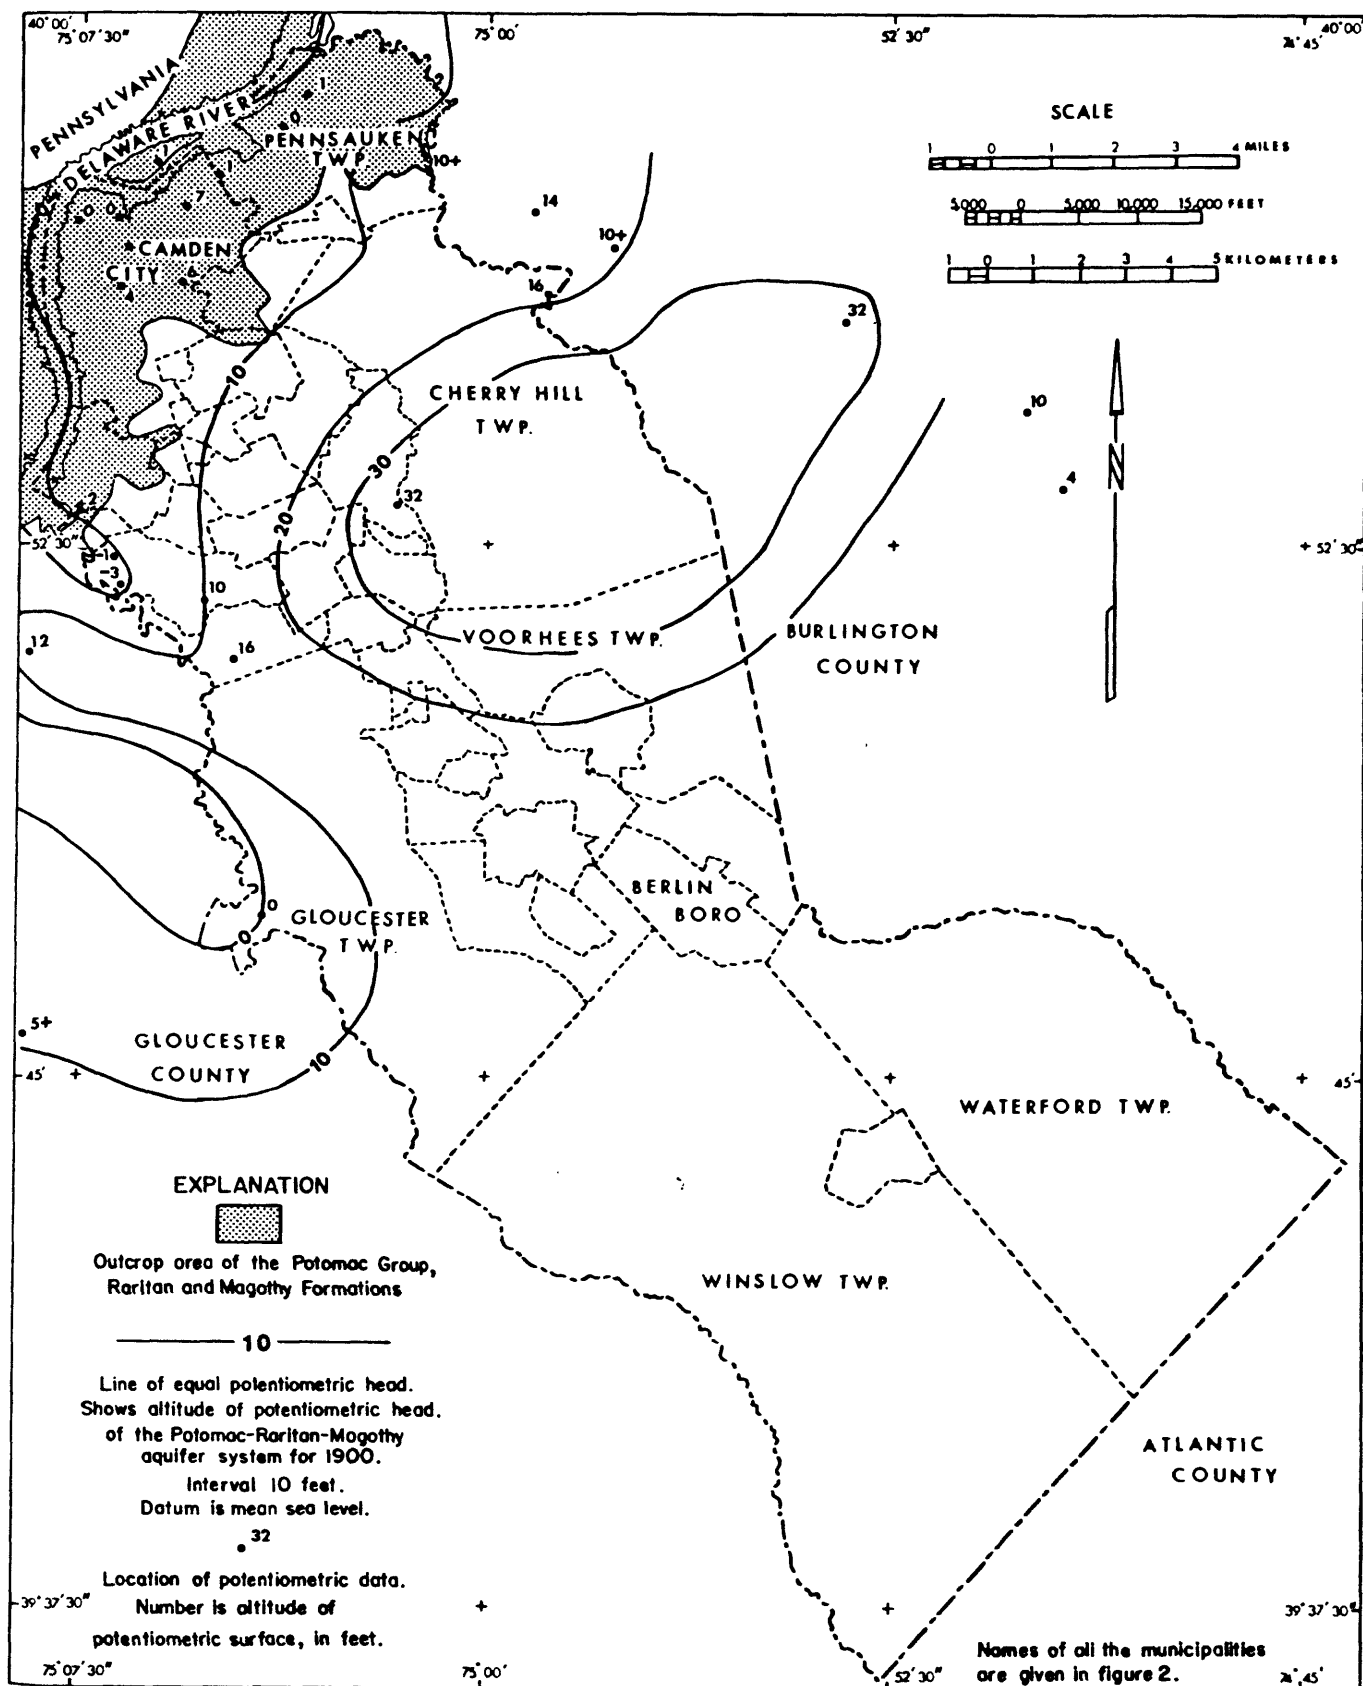 40°00'
75°07'30"
75°00'
52'30"
74°45'
40°00'
PENNSYLVANIA
DELAWARE RIVER
PENNSAUKEN
TWP.
CAMDEN
CITY
1
0
10+
14
10+
7
6
4
16
32
SCALE
1 0 1 2 3 4 MILES
5,000 0 5,000 10,000 15,000 FEET
1 0 1 2 3 4 5 KILOMETERS
CHERRY HILL
TWP.
10
20
30
32
10
4
N
52'30"
52'30"
2
-1
-3
10
12
16
VOORHEES TWP.
BURLINGTON
COUNTY
BERLIN
BORO
GLOUCESTER
TWP.
0
0
5+
GLOUCESTER
COUNTY
10
45'
45'
WATERFORD TWP.
WINSLOW TWP.
ATLANTIC
COUNTY
EXPLANATION
Outcrop area of the Potomac Group,
Raritan and Magothy Formations
10
Line of equal potentiometric head.
Shows altitude of potentiometric head.
of the Potomac-Raritan-Magothy
aquifer system for 1900.
Interval 10 feet.
Datum is mean sea level.
32
Location of potentiometric data.
Number is altitude of
potentiometric surface, in feet.
39°37'30"
39°37'30"
75°07'30"
75°00'
52'30"
74°45'
Names of all the municipalities
are given in figure 2.